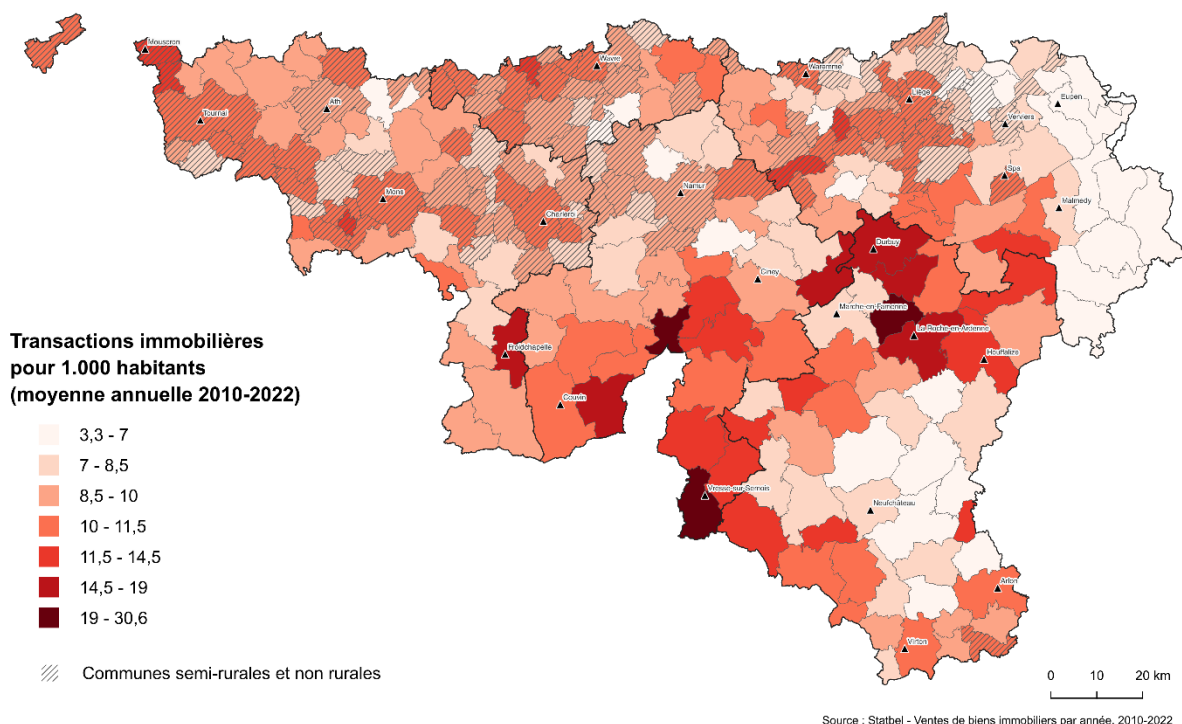 Mouscron
Wavre
Waremme
Liège
Eupen
Ath
Tournai
Verviers
Spa
Mons
Namur
Charleroi
Malmedy
Durbuy
Ciney
Marche-en-Famenne
La Roche-en-Ardenne
Froidchapelle
Houffalize
Couvin
Vresse-sur-Semois
Neufchâteau
Arlon
Virton
Transactions immobilières
pour 1.000 habitants
(moyenne annuelle 2010-2022)
3,3 - 7
7 - 8,5
8,5 - 10
10 - 11,5
11,5 - 14,5
14,5 - 19
19 - 30,6
Communes semi-rurales et non rurales
0 10 20 km
Source : Statbel - Ventes de biens immobiliers par année, 2010-2022